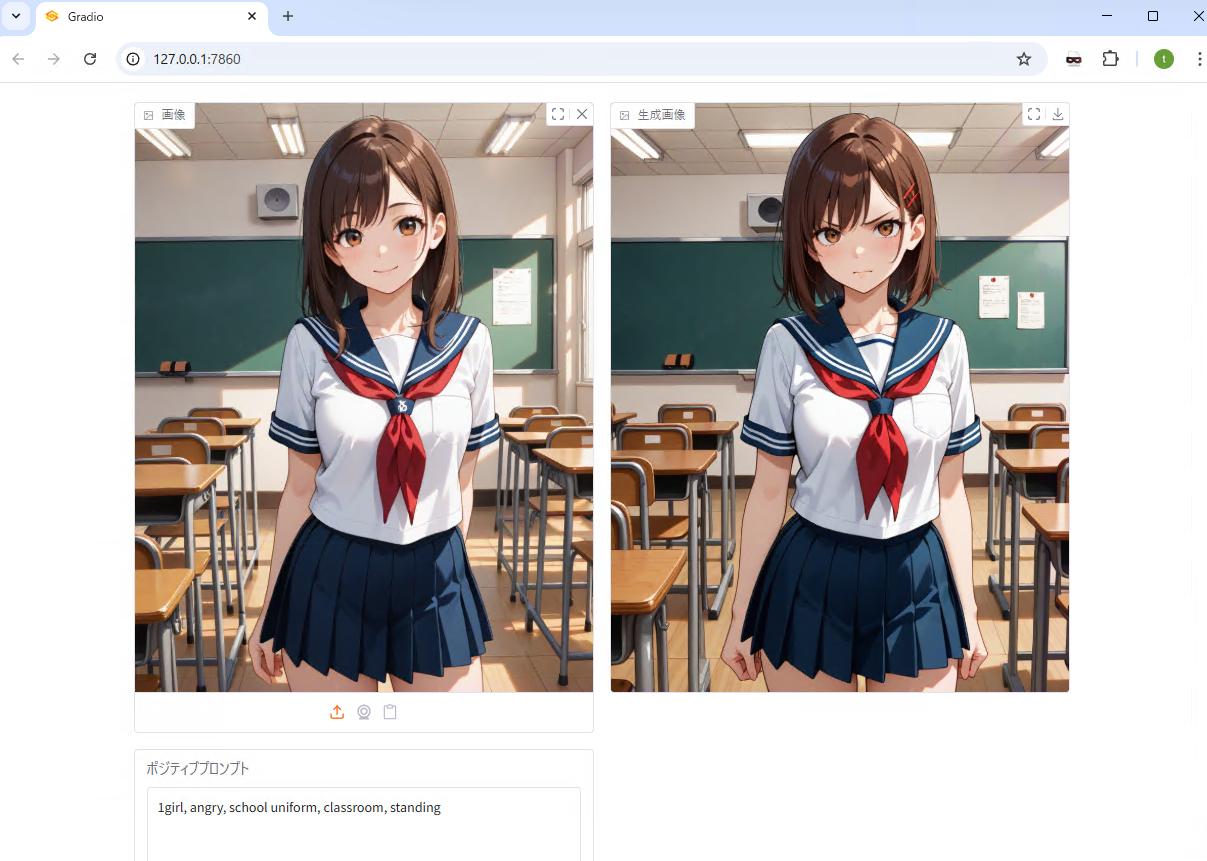 Gradio
127.0.0.1:7860
t
画像
生成画像
ポジティブプロンプト
1girl, angry, school uniform, classroom, standing